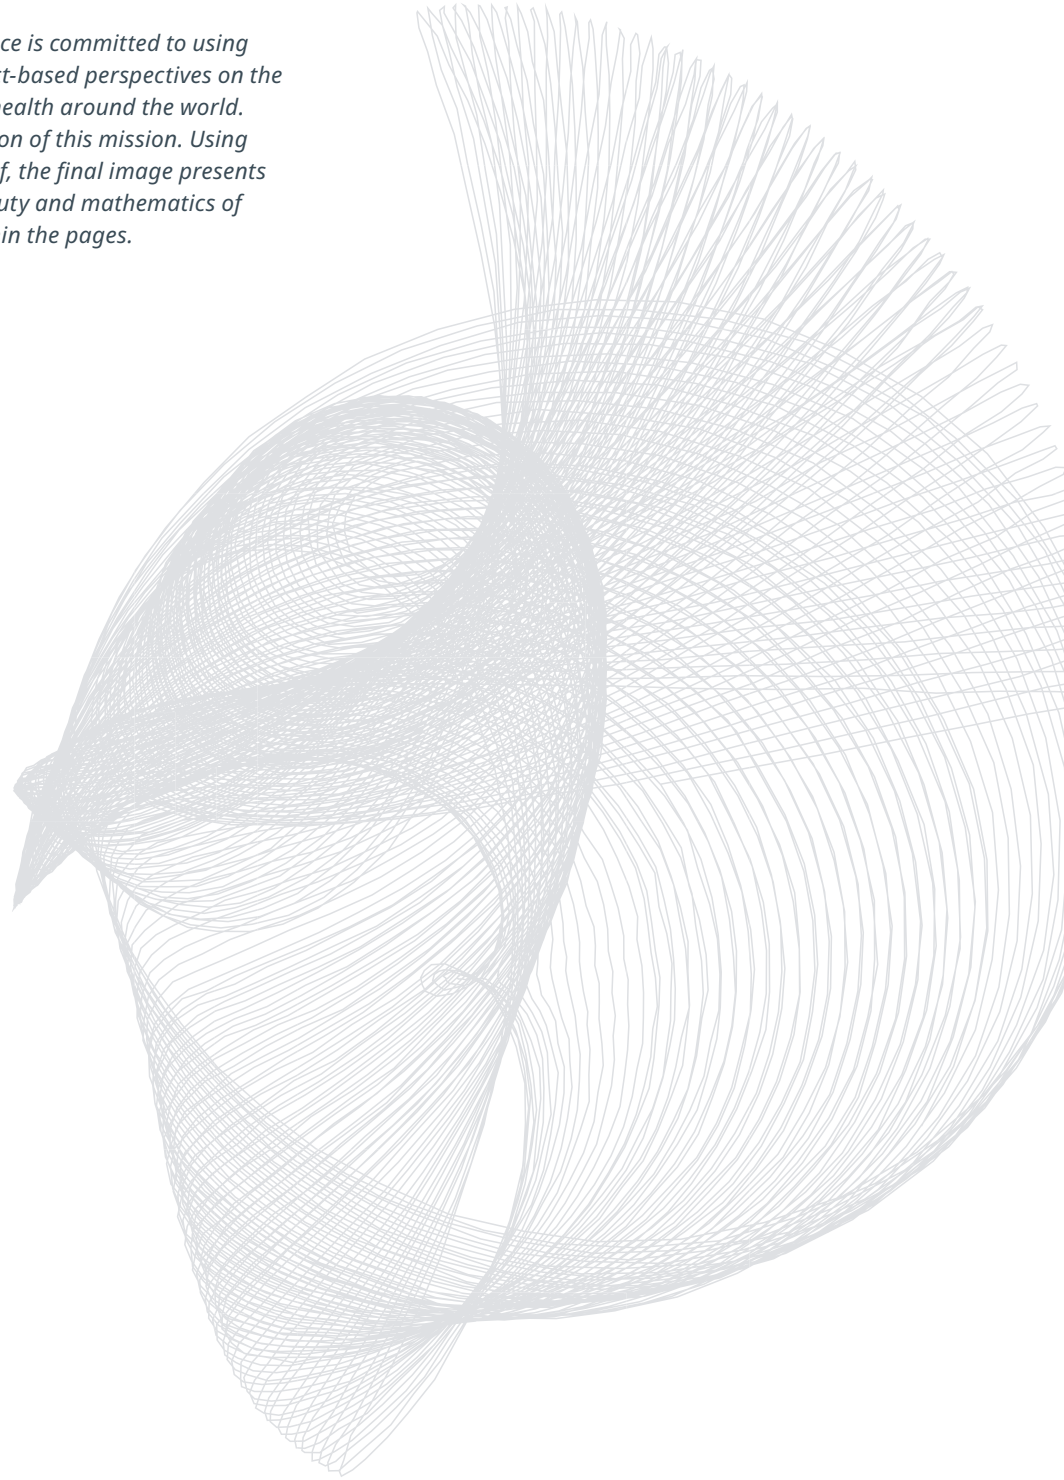 ce is committed to using
t-based perspectives on the
ealth around the world.
on of this mission. Using
f, the final image presents
uty and mathematics of
in the pages.